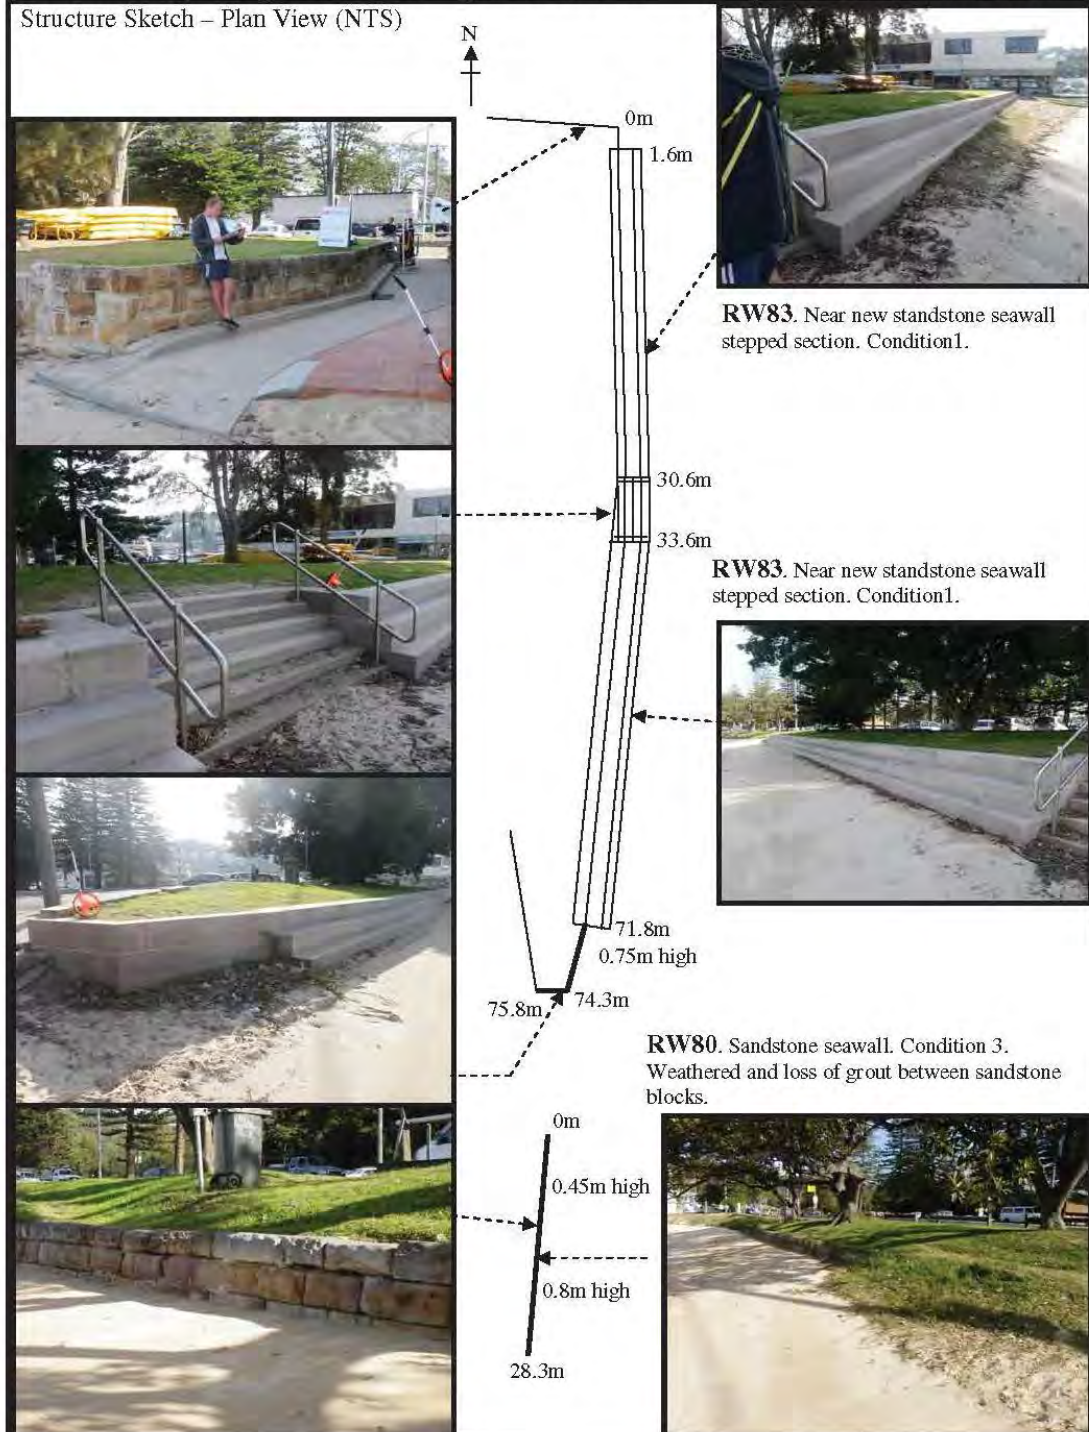 Structure Sketch – Plan View (NTS)
N
0m
1.6m
RW83. Near new standstone seawall
stepped section. Condition1.
30.6m
33.6m
RW83. Near new standstone seawall
stepped section. Condition1.
71.8m
0.75m high
75.8m
74.3m
RW80. Sandstone seawall. Condition 3.
Weathered and loss of grout between sandstone
blocks.
0m
0.45m high
0.8m high
28.3m